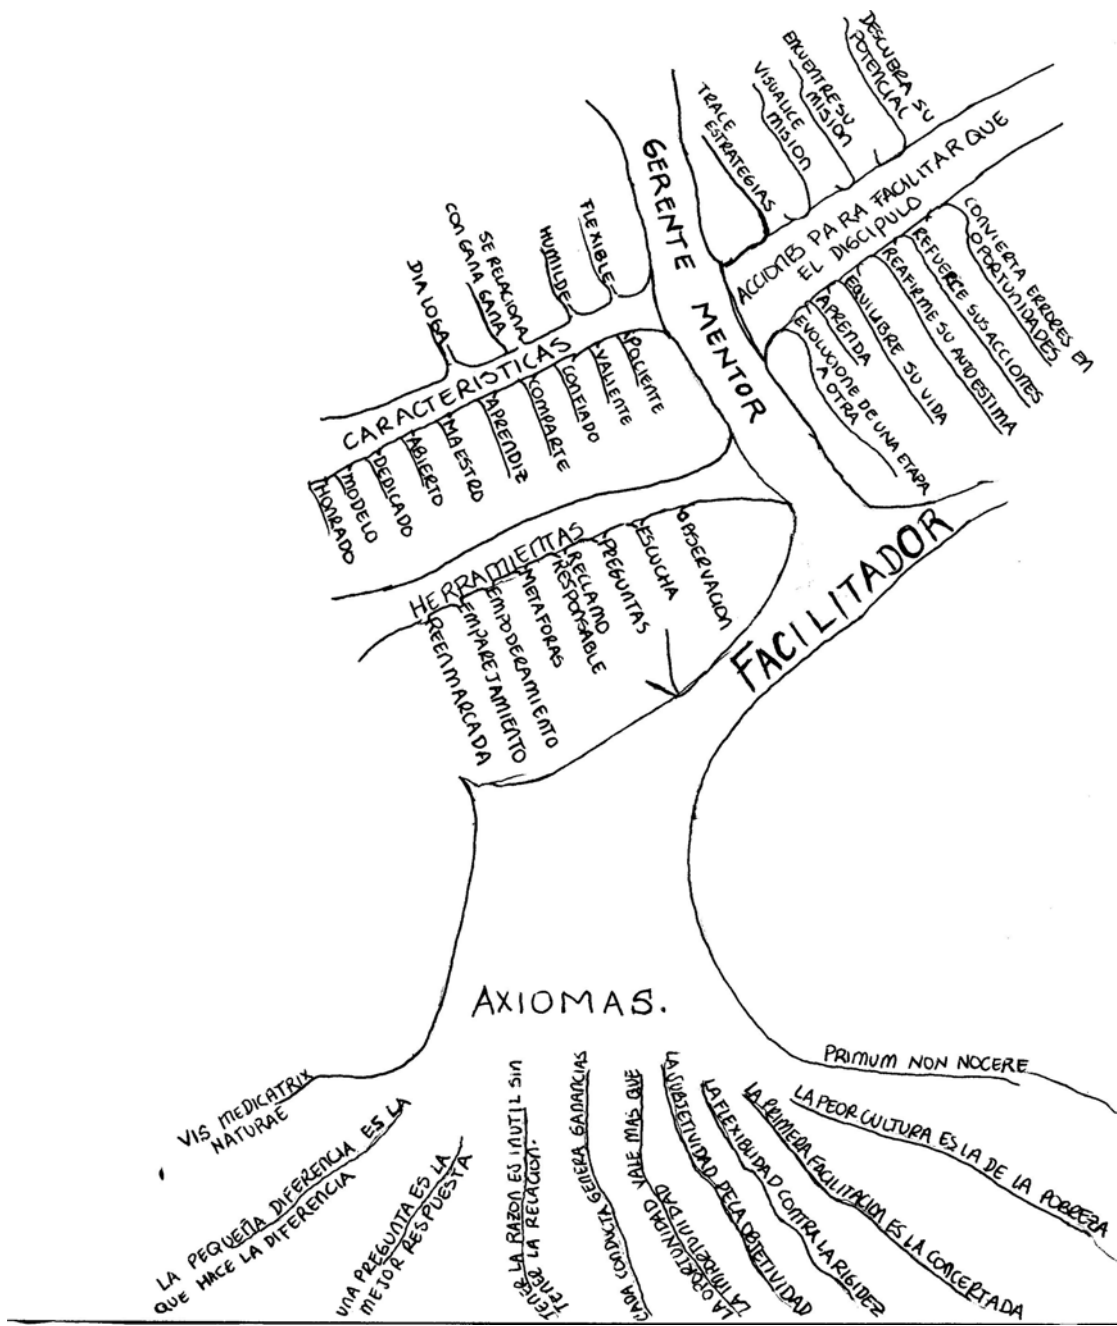 DESCUBRA SU
POTENCIAL
ENCUENTRE SU
MISION
VISUALICE
MISION
TRACE
ESTRATEGIAS
GERENTE MENTOR
ACCIONES PARA FACILITAR QUE
EL DISCIPULO
CONVIERTA ERRORES EN
OPORTUNIDADES
REFUERCE SUS ACCIONES
REAFIRME SU AUTOESTIMA
EQUILIBRE SU VIDA
APRENDA
EVOLUCIONE DE UNA ETAPA
A OTRA
FLEXIBLE
HUMILDE
SE RELACIONA
CON GANA GANA
DIALOGA
CARACTERISTICAS
PACIENTE
VALIENTE
CONFIADO
COMPARTE
APRENDIZ
MAESTRO
ABIERTO
DEDICADO
MODELO
HONRADO
HERRAMIENTAS
OBSERVACION
ESCUCHA
PREGUNTAS
RECLAMO
RESPONSABLE
METAFORAS
EMPODERAMIENTO
EMPAREJAMIENTO
REENMARCADA
FACILITADOR
AXIOMAS.
VIS MEDICATRIX
NATURAE
LA PEQUEÑA DIFERENCIA ES LA
QUE HACE LA DIFERENCIA
UNA PREGUNTA ES LA
MEJOR RESPUESTA
TENER LA RAZON ES INUTIL SIN
TENER LA RELACION.
CADA CONDUCTA GENERA GANANCIAS
LA OPORTUNIDAD VALE MAS QUE
LA INOPORTUNIDAD
LA SUBJETIVIDAD DE LA OBJETIVIDAD
LA FLEXIBLIDAD CONTRA LA RIGIDEZ
LA PRIMERA FACILITACION ES LA CONCERTADA
LA PEOR CULTURA ES LA DE LA POBREZA
PRIMUM NON NOCERE